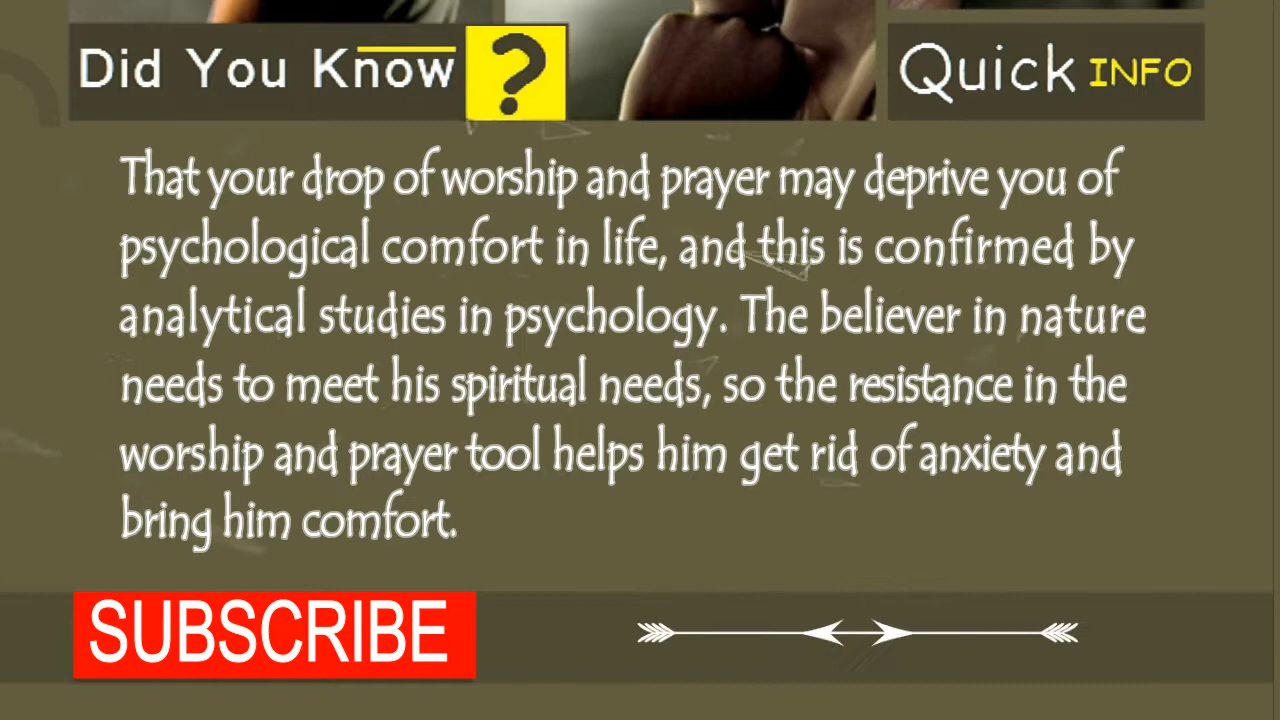 Did You Know ?
Quick INFO
That your drop of worship and prayer may deprive you of
psychological comfort in life, and this is confirmed by
analytical studies in psychology. The believer in nature
needs to meet his spiritual needs, so the resistance in the
worship and prayer tool helps him get rid of anxiety and
bring him comfort.
SUBSCRIBE